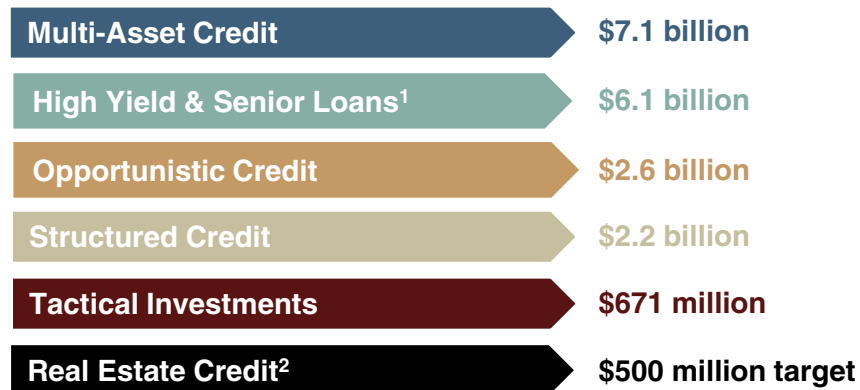 Multi-Asset Credit $7.1 billion
High Yield & Senior Loans¹ $6.1 billion
Opportunistic Credit $2.6 billion
Structured Credit $2.2 billion
Tactical Investments $671 million
Real Estate Credit² $500 million target